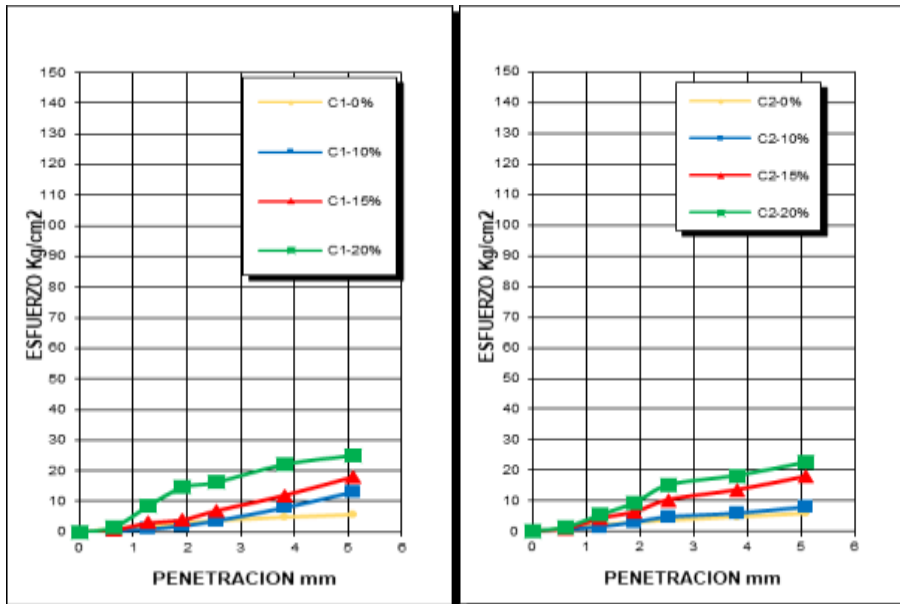 150
140
130
120
110
100
90
80
70
60
50
40
30
20
10
0
ESFUERZO Kg/cm2
0 1 2 3 4 5 6
PENETRACION mm
C1-0%
C1-10%
C1-15%
C1-20%
150
140
130
120
110
100
90
80
70
60
50
40
30
20
10
0
ESFUERZO Kg/cm2
0 1 2 3 4 5 6
PENETRACION mm
C2-0%
C2-10%
C2-15%
C2-20%